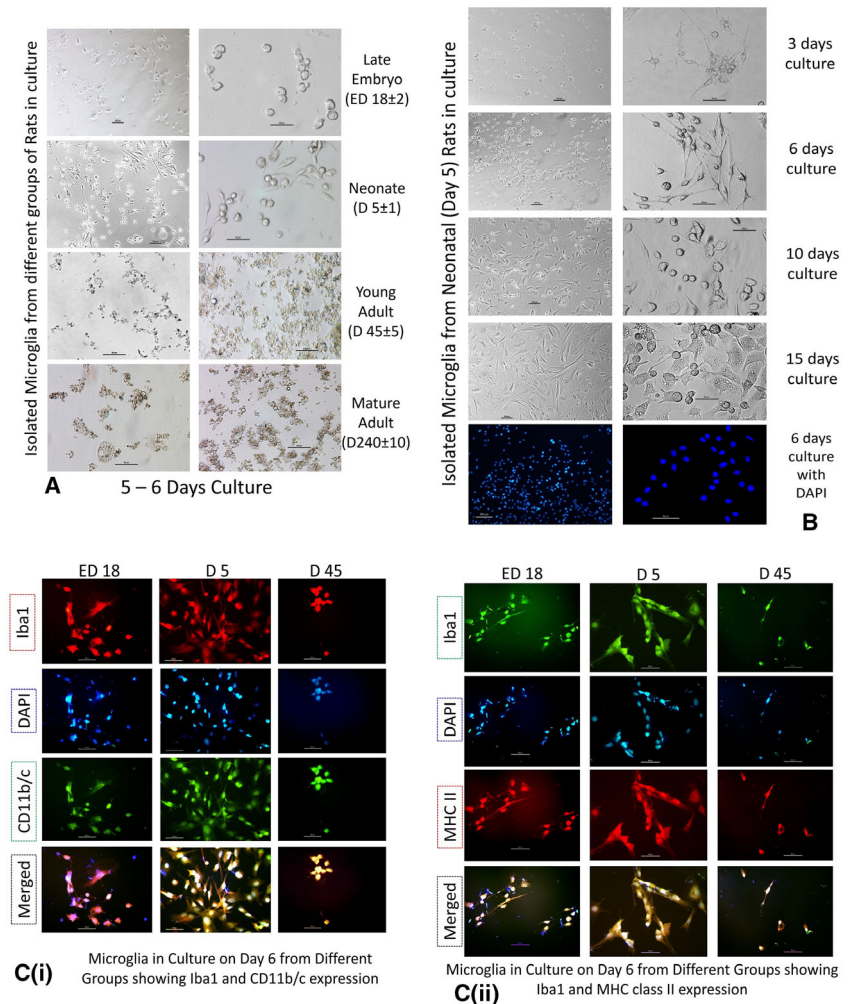 Isolated Microglia from different groups of Rats in culture
Late
Embryo
(ED 18±2)
Neonate
(D 5±1)
Young
Adult
(D 45±5)
Mature
Adult
(D240±10)
A
5 – 6 Days Culture
Isolated Microglia from Neonatal (Day 5) Rats in culture
3 days
culture
6 days
culture
10 days
culture
15 days
culture
6 days
culture
with
DAPI
B
ED 18
D 5
D 45
Iba1
DAPI
CD11b/c
Merged
C(i)
Microglia in Culture on Day 6 from Different
Groups showing Iba1 and CD11b/c expression
ED 18
D 5
D 45
Iba1
DAPI
MHC II
Merged
Microglia in Culture on Day 6 from Different Groups showing
Iba1 and MHC class II expression
C(ii)